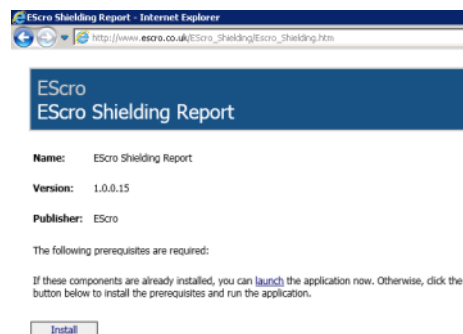 EScro Shielding Report - Internet Explorer
http://www.escro.co.uk/EScro_Shielding/Escro_Shielding.htm
EScro
EScro Shielding Report
Name: EScro Shielding Report
Version: 1.0.0.15
Publisher: EScro
The following prerequisites are required:
If these components are already installed, you can launch the application now. Otherwise, click the
button below to install the prerequisites and run the application.
Install